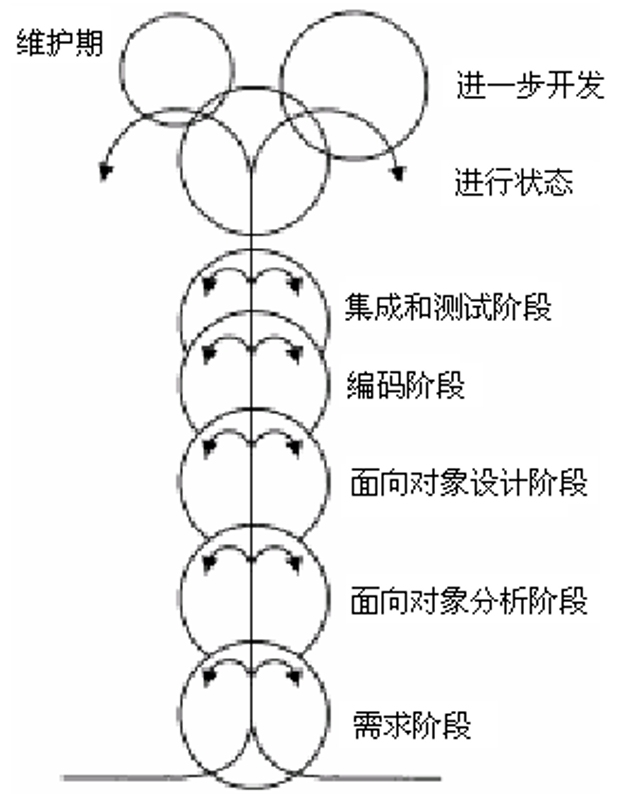 维护期
进一步开发
进行状态
集成和测试阶段
编码阶段
面向对象设计阶段
面向对象分析阶段
需求阶段